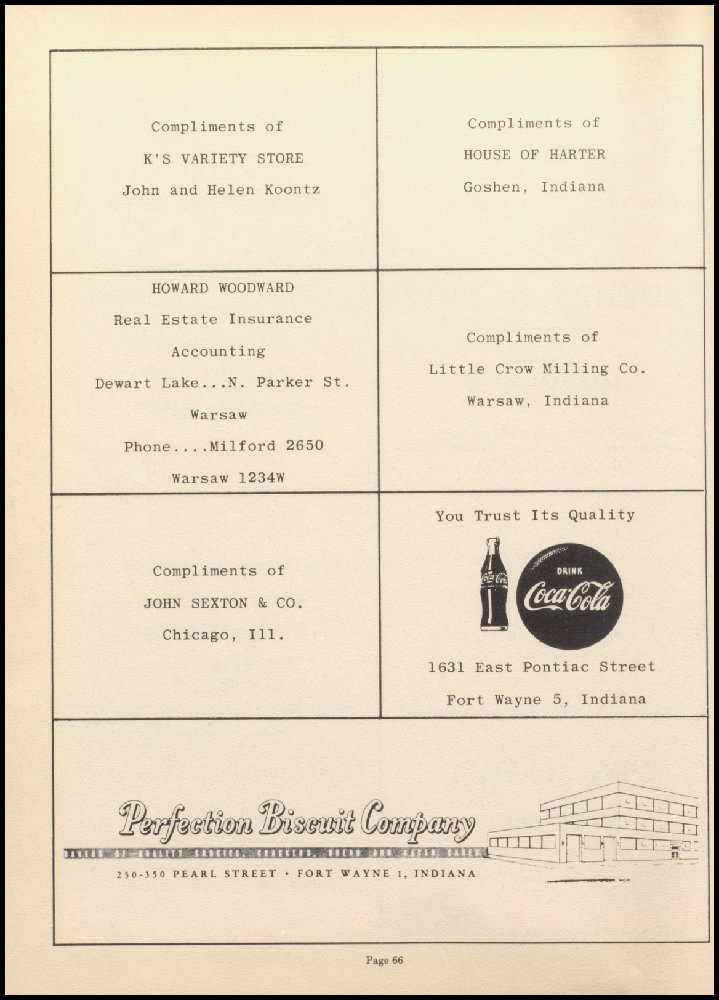 Compliments of
K'S VARIETY STORE
John and Helen Koontz
Compliments of
HOUSE OF HARTER
Goshen, Indiana
HOWARD WOODWARD
Real Estate Insurance
Accounting
Dewart Lake...N. Parker St.
Warsaw
Phone....Milford 2650
Warsaw 1234W
Compliments of
Little Crow Milling Co.
Warsaw, Indiana
Compliments of
JOHN SEXTON & CO.
Chicago, Ill.
You Trust Its Quality
Coca-Cola
DRINK
Coca-Cola
1631 East Pontiac Street
Fort Wayne 5, Indiana
Perfection Biscuit Company
250-350 PEARL STREET • FORT WAYNE 1, INDIANA
Page 66